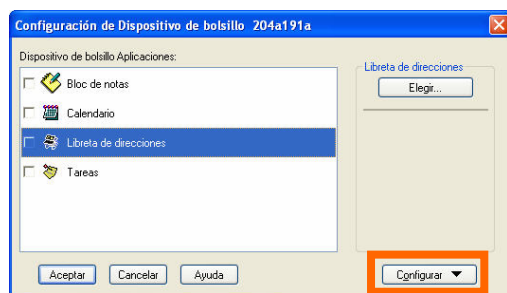 Configuración de Dispositivo de bolsillo 204a191a
Dispositivo de bolsillo Aplicaciones:
Bloc de notas
Calendario
Libreta de direcciones
Tareas
Libreta de direcciones
Elegir...
Aceptar
Cancelar
Ayuda
Configurar